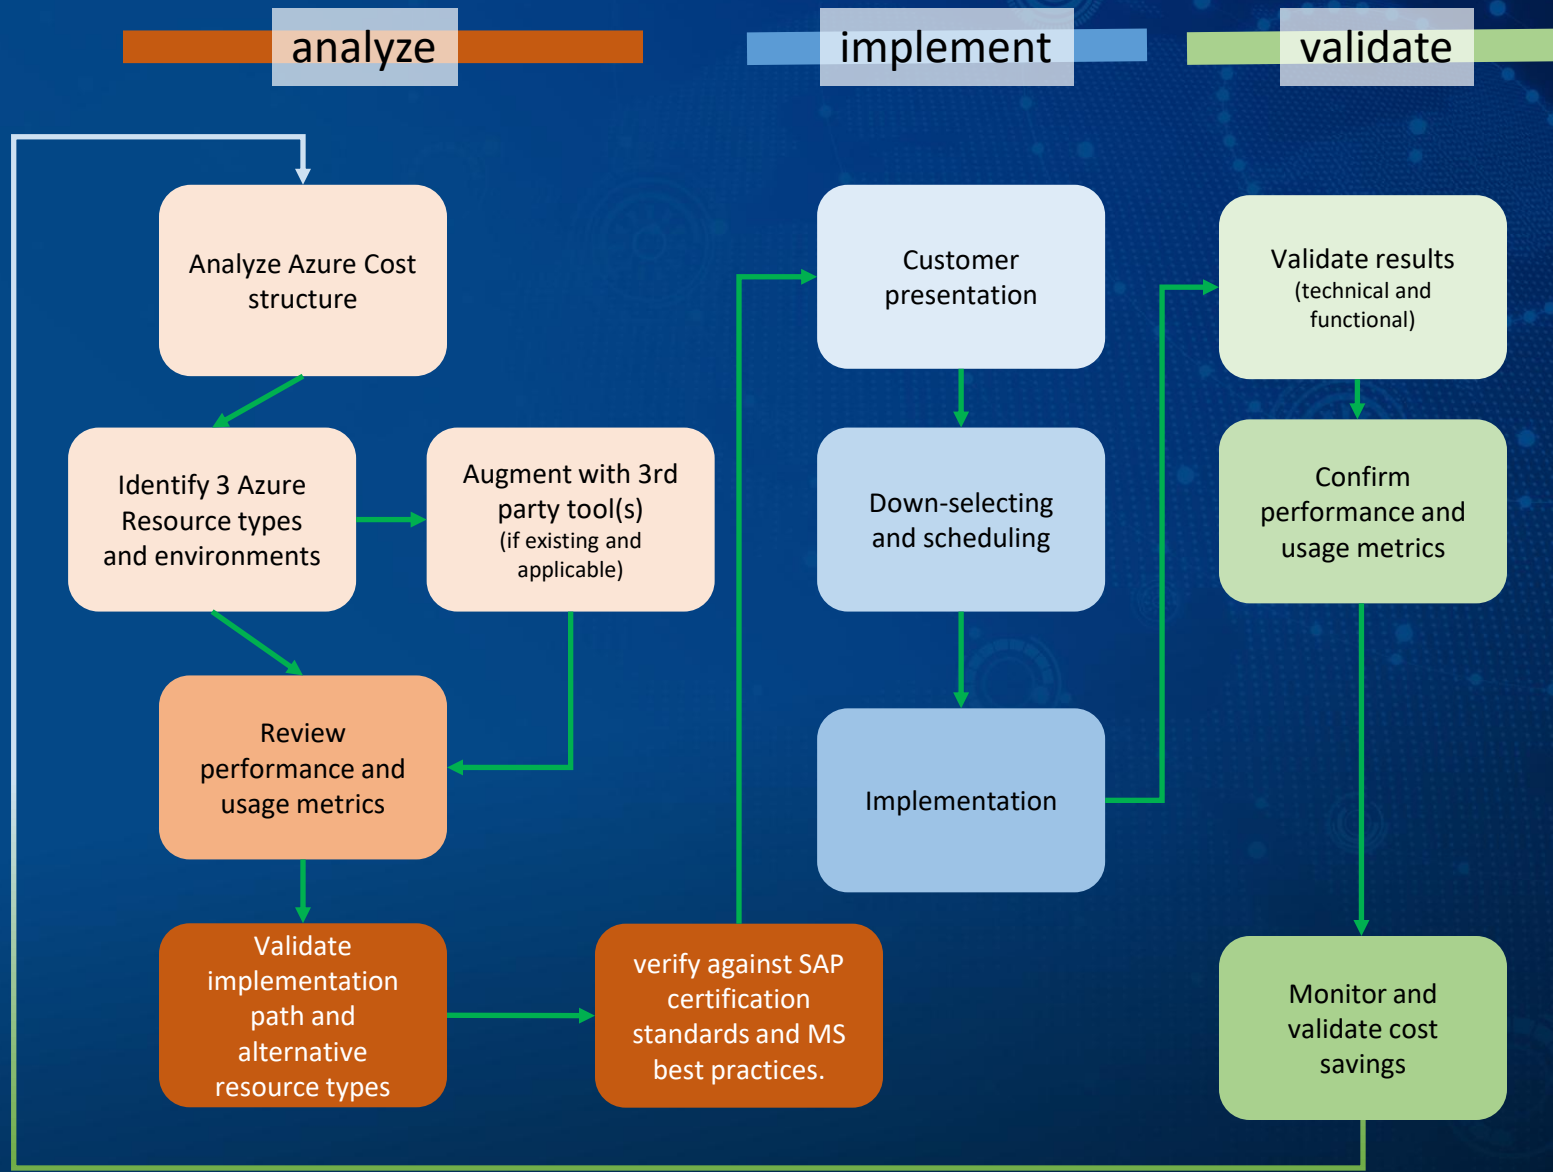 analyze
implement
validate
Analyze Azure Cost
structure
Identify 3 Azure
Resource types
and environments
Augment with 3rd
party tool(s)
(if existing and
applicable)
Review
performance and
usage metrics
Validate
implementation
path and
alternative
resource types
verify against SAP
certification
standards and MS
best practices.
Customer
presentation
Down-selecting
and scheduling
Implementation
Validate results
(technical and
functional)
Confirm
performance and
usage metrics
Monitor and
validate cost
savings